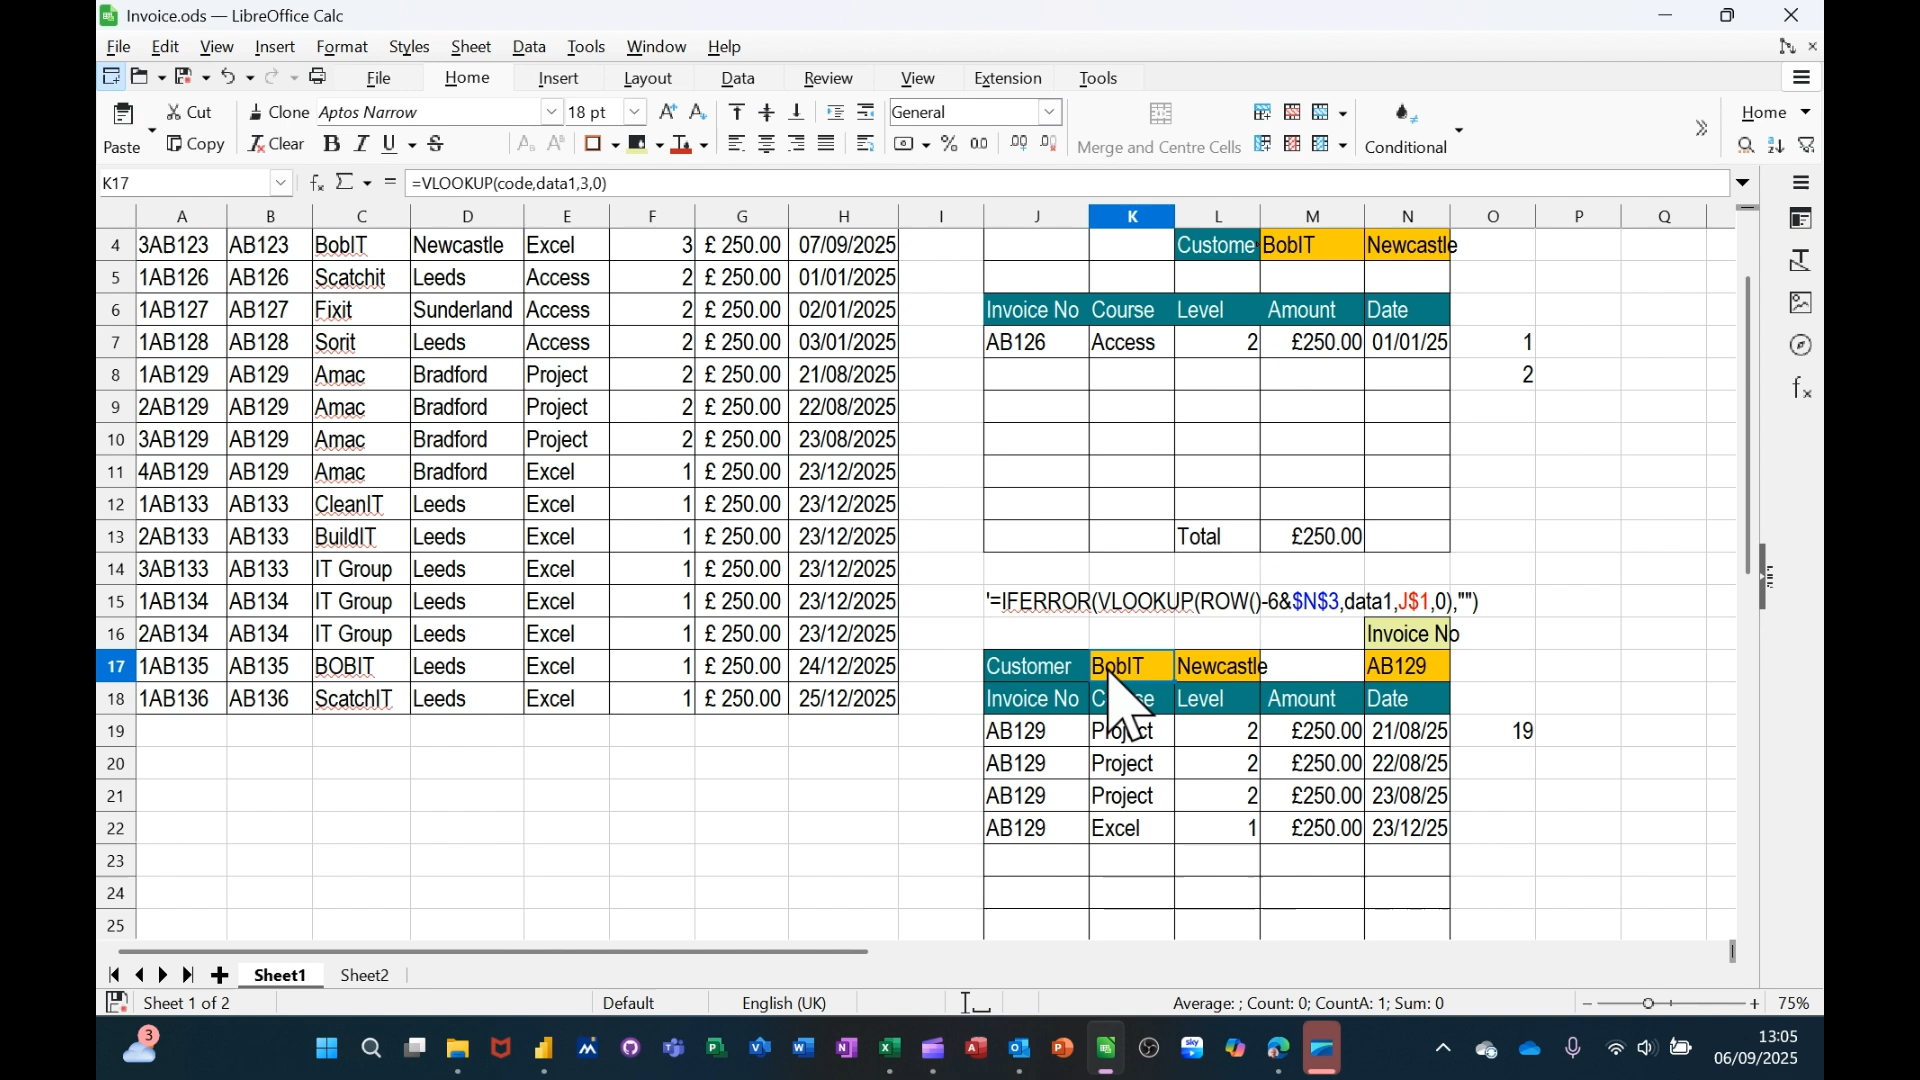 Invoice.ods — LibreOffice Calc
File Edit View Insert Format Styles Sheet Data Tools Window Help
File Home Insert Layout Data Review View Extension Tools
Cut Clone Aptos Narrow 18 pt General Home
Paste Copy Clear Merge and Centre Cells Conditional
K17 =VLOOKUP(code,data1,3,0)
A B C D E F G H I J K L M N O P Q
4 3AB123 AB123 BobIT Newcastle Excel 3 £ 250.00 07/09/2025 Custome BobIT Newcastle
5 1AB126 AB126 Scatchit Leeds Access 2 £ 250.00 01/01/2025
6 1AB127 AB127 Fixit Sunderland Access 2 £ 250.00 02/01/2025 Invoice No Course Level Amount Date
7 1AB128 AB128 Sorit Leeds Access 2 £ 250.00 03/01/2025 AB126 Access 2 £250.00 01/01/25 1
8 1AB129 AB129 Amac Bradford Project 2 £ 250.00 21/08/2025 2
9 2AB129 AB129 Amac Bradford Project 2 £ 250.00 22/08/2025
10 3AB129 AB129 Amac Bradford Project 2 £ 250.00 23/08/2025
11 4AB129 AB129 Amac Bradford Excel 1 £ 250.00 23/12/2025
12 1AB133 AB133 CleanIT Leeds Excel 1 £ 250.00 23/12/2025
13 2AB133 AB133 BuildIT Leeds Excel 1 £ 250.00 23/12/2025 Total £250.00
14 3AB133 AB133 IT Group Leeds Excel 1 £ 250.00 23/12/2025
15 1AB134 AB134 IT Group Leeds Excel 1 £ 250.00 23/12/2025 '=IFERROR(VLOOKUP(ROW()-6&$N$3,data1,J$1,0),"")
16 2AB134 AB134 IT Group Leeds Excel 1 £ 250.00 23/12/2025 Invoice No
17 1AB135 AB135 BOBIT Leeds Excel 1 £ 250.00 24/12/2025 Customer BobIT Newcastle AB129
18 1AB136 AB136 ScatchIT Leeds Excel 1 £ 250.00 25/12/2025 Invoice No Level Amount Date
19 AB129 Project 2 £250.00 21/08/25 19
20 AB129 Project 2 £250.00 22/08/25
21 AB129 Project 2 £250.00 23/08/25
22 AB129 Excel 1 £250.00 23/12/25
23
24
25
Sheet1 Sheet2
Sheet 1 of 2 Default English (UK) Average: ; Count: 0; CountA: 1; Sum: 0 75%
3 13:05
06/09/2025